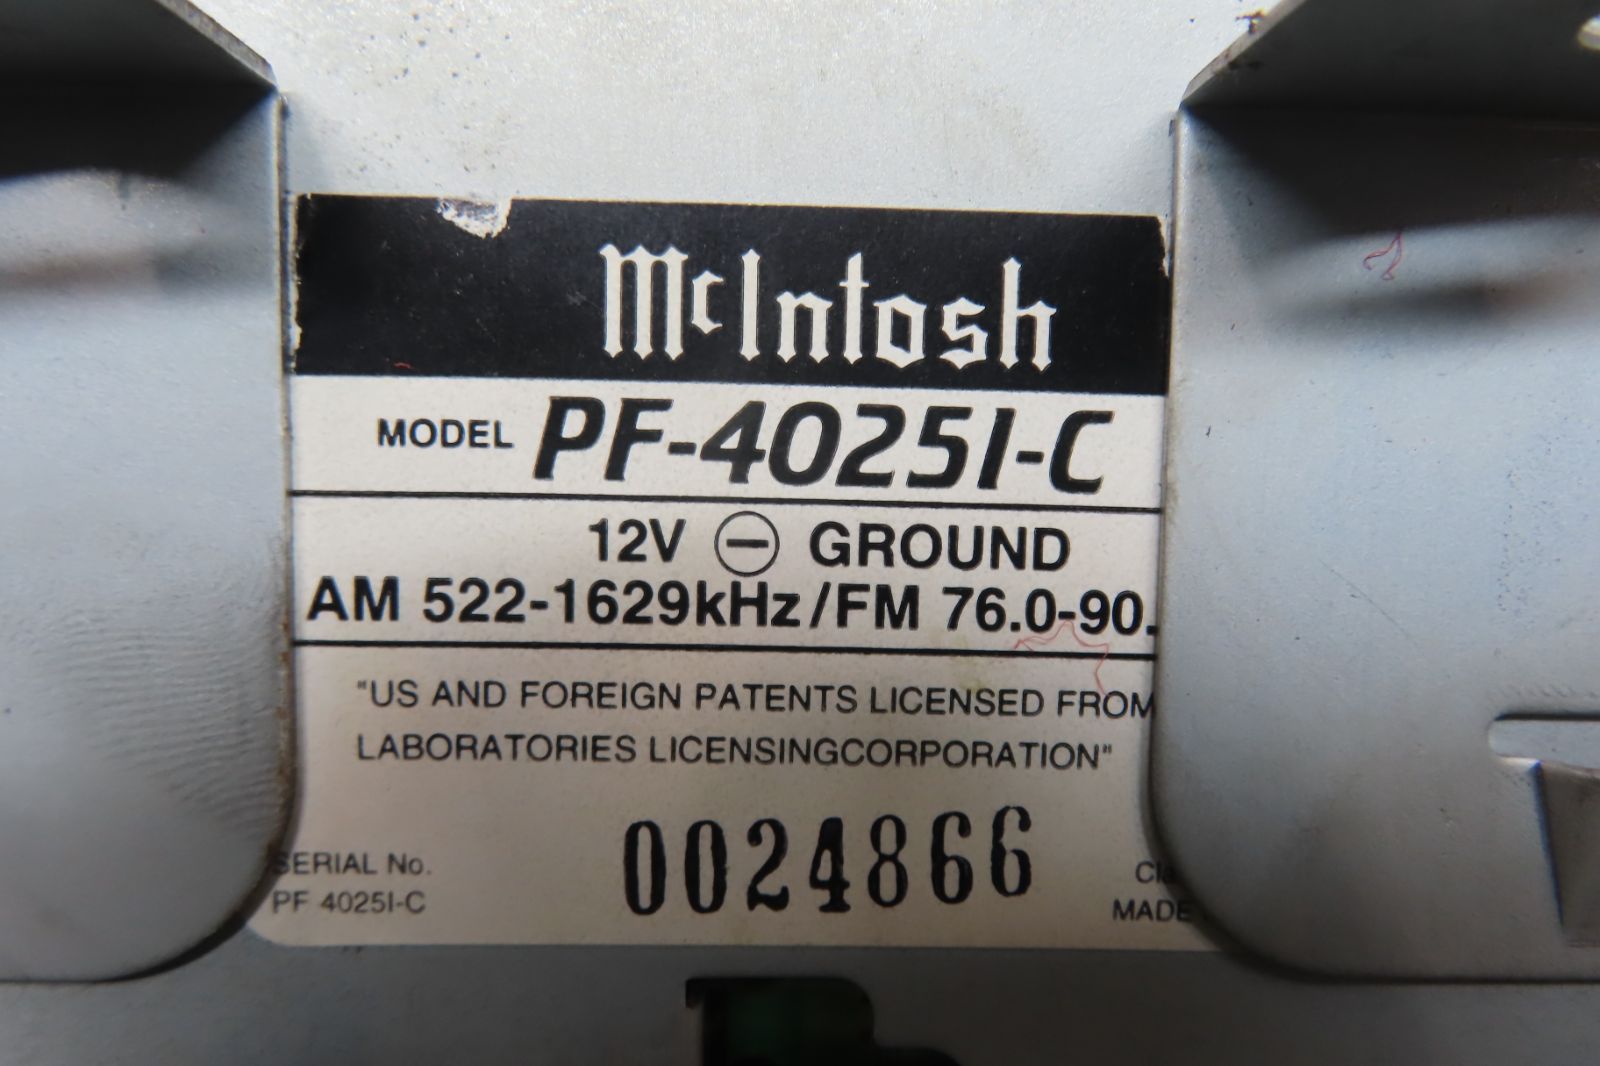 McIntosh
MODEL PF-4025I-C
12V ⊖ GROUND
AM 522-1629kHz/FM 76.0-90.
"US AND FOREIGN PATENTS LICENSED FROM
LABORATORIES LICENSINGCORPORATION"
0024866
SERIAL No.
PF 4025I-C
MADE